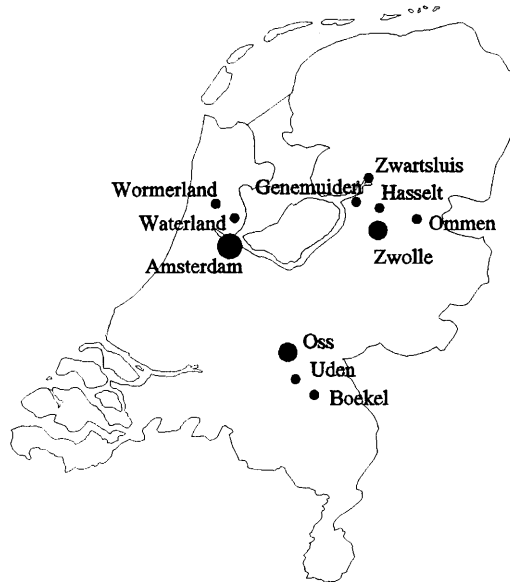 Zwartsluis
Wormerland
Genemuiden
Hasselt
Waterland
Ommen
Amsterdam
Zwolle
Oss
Uden
Boekel